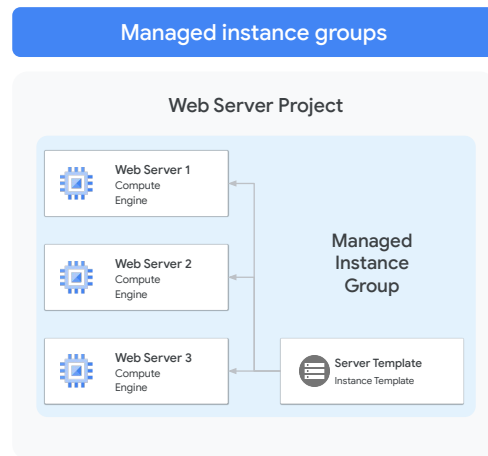 Managed instance groups
Web Server Project
Web Server 1
Compute
Engine
Web Server 2
Compute
Engine
Web Server 3
Compute
Engine
Managed
Instance
Group
Server Template
Instance Template